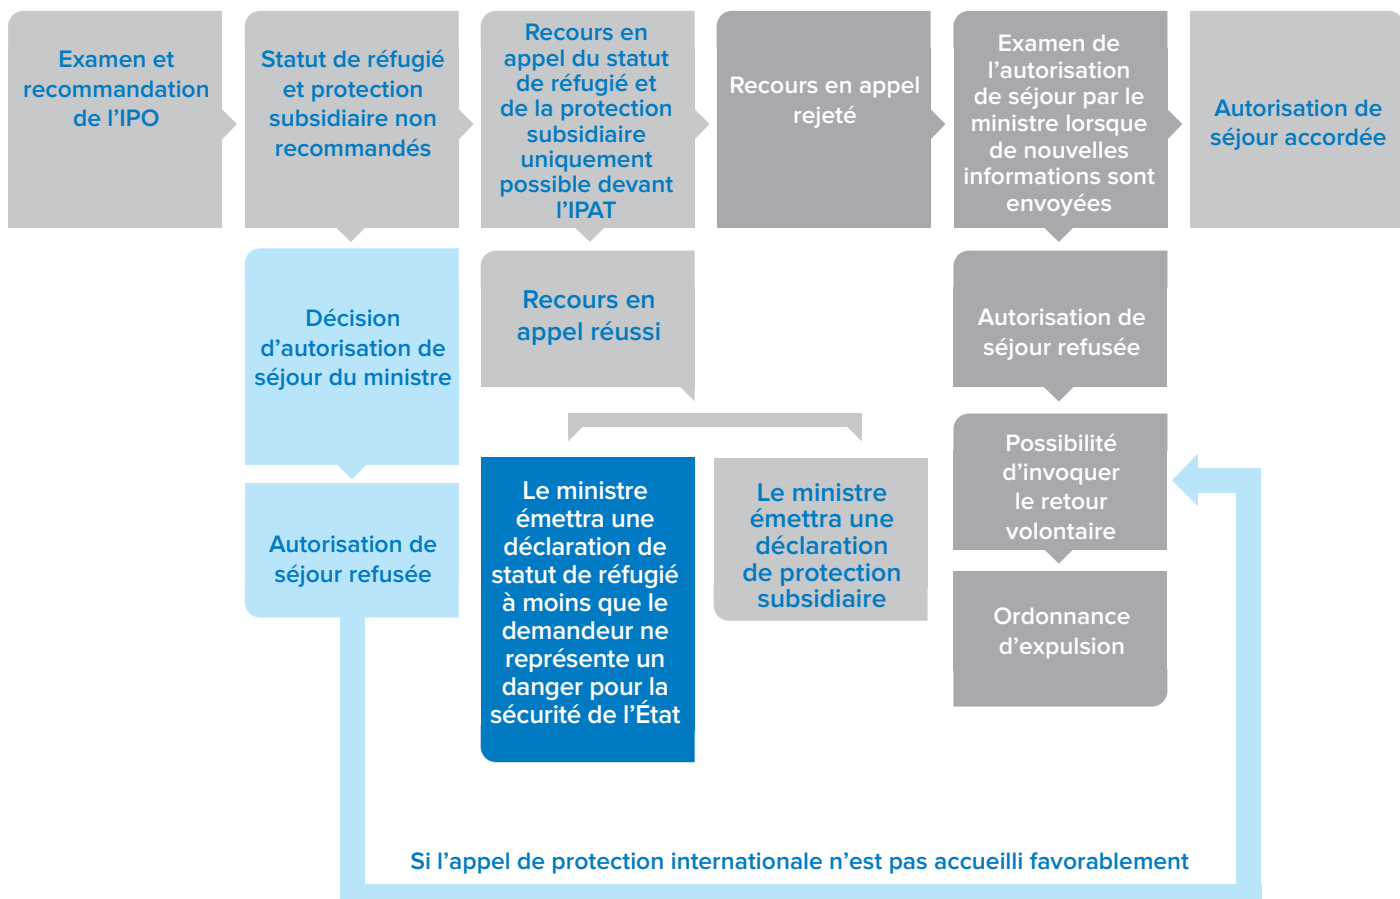 Examen et
recommandation
de l’IPO
Statut de réfugié
et protection
subsidiaire non
recommandés
Recours en
appel du statut
de réfugié et
de la protection
subsidiaire
uniquement
possible devant
l’IPAT
Recours en appel
rejeté
Examen de
l’autorisation
de séjour par le
ministre lorsque
de nouvelles
informations sont
envoyées
Autorisation de
séjour accordée
Décision
d’autorisation de
séjour du ministre
Recours en
appel réussi
Autorisation de
séjour refusée
Autorisation de
séjour refusée
Le ministre
émettra une
déclaration de
statut de réfugié
à moins que le
demandeur ne
représente un
danger pour la
sécurité de l’État
Le ministre
émettra une
déclaration
de protection
subsidiaire
Possibilité
d’invoquer
le retour
volontaire
Ordonnance
d’expulsion
Si l’appel de protection internationale n’est pas accueilli favorablement